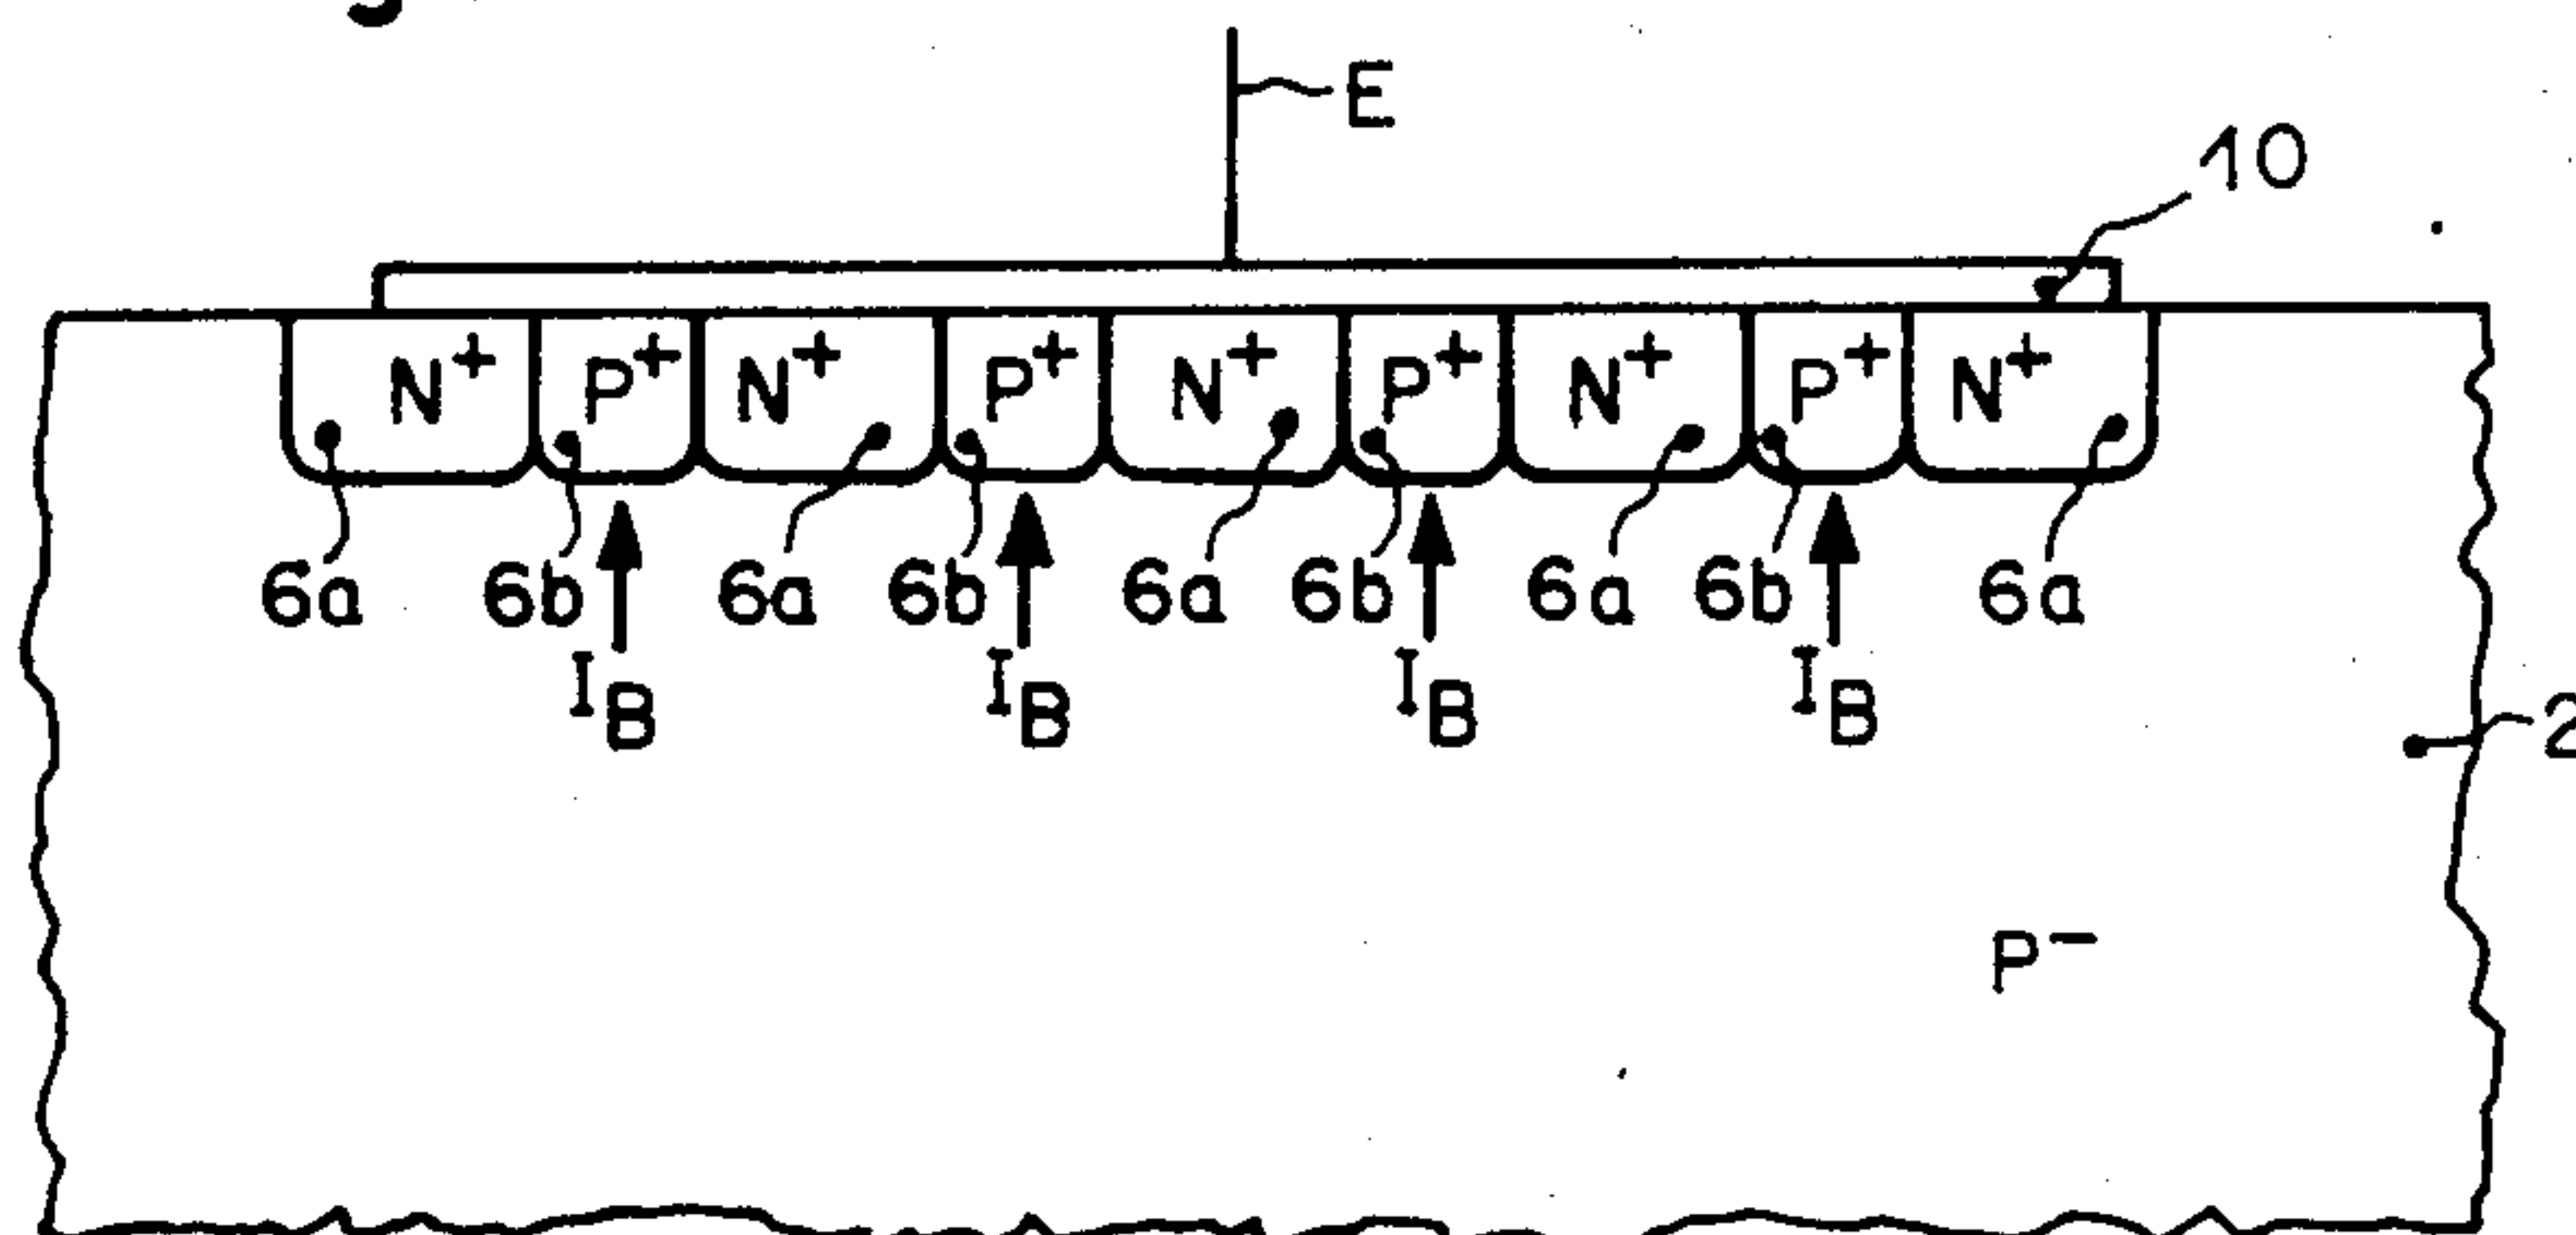 E
10
N+ P+ N+ P+ N+ P+ N+ P+ N+
6a 6b 6a 6b 6a 6b 6a 6b 6a
IB IB IB IB
2
P−